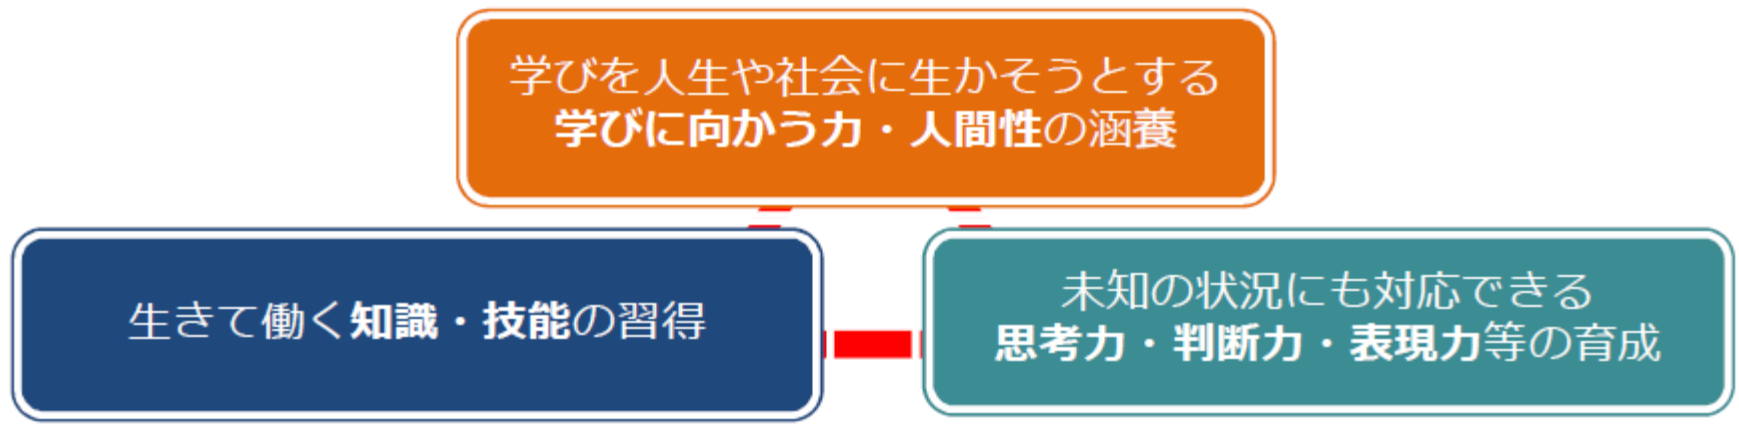 学びを人生や社会に生かそうとする
学びに向かう力・人間性の涵養
生きて働く知識・技能の習得
未知の状況にも対応できる
思考力・判断力・表現力等の育成